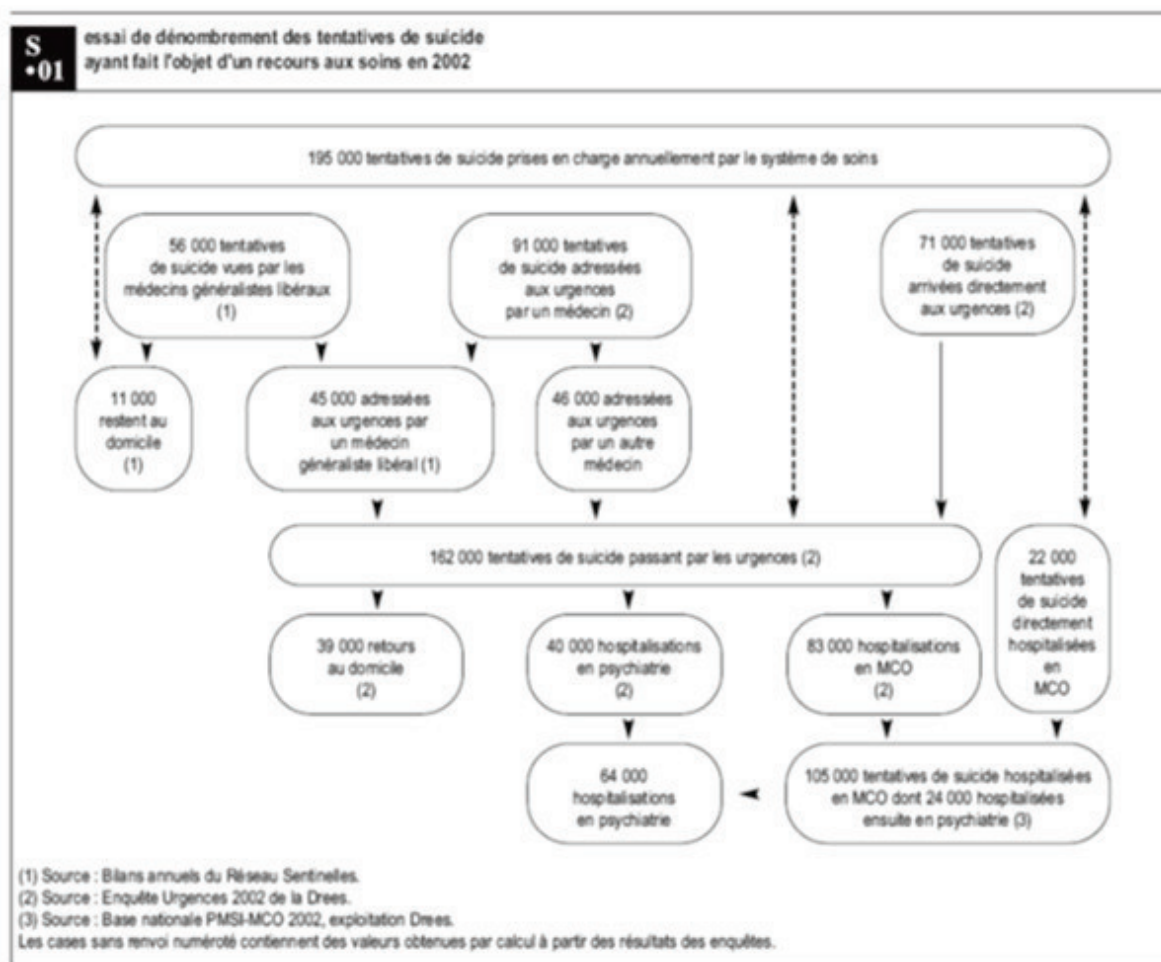 S
•01
essai de dénombrement des tentatives de suicide
ayant fait l'objet d'un recours aux soins en 2002
195 000 tentatives de suicide prises en charge annuellement par le système de soins
56 000 tentatives
de suicide vues par les
médecins généralistes libéraux
(1)
91 000 tentatives
de suicide adressées
aux urgences
par un médecin (2)
71 000 tentatives
de suicide
arrivées directement
aux urgences (2)
11 000
restent au
domicile
(1)
45 000 adressées
aux urgences par
un médecin
généraliste libéral (1)
46 000 adressées
aux urgences
par un autre
médecin
162 000 tentatives de suicide passant par les urgences (2)
22 000
tentatives
de suicide
directement
hospitalisées
en
MCO
39 000 retours
au domicile
(2)
40 000 hospitalisations
en psychiatrie
(2)
83 000 hospitalisations
en MCO
(2)
64 000
hospitalisations
en psychiatrie
105 000 tentatives de suicide hospitalisées
en MCO dont 24 000 hospitalisées
ensuite en psychiatrie (3)
(1) Source : Bilans annuels du Réseau Sentinelles.
(2) Source : Enquête Urgences 2002 de la Drees.
(3) Source : Base nationale PMSI-MCO 2002, exploitation Drees.
Les cases sans renvoi numéroté contiennent des valeurs obtenues par calcul à partir des résultats des enquêtes.